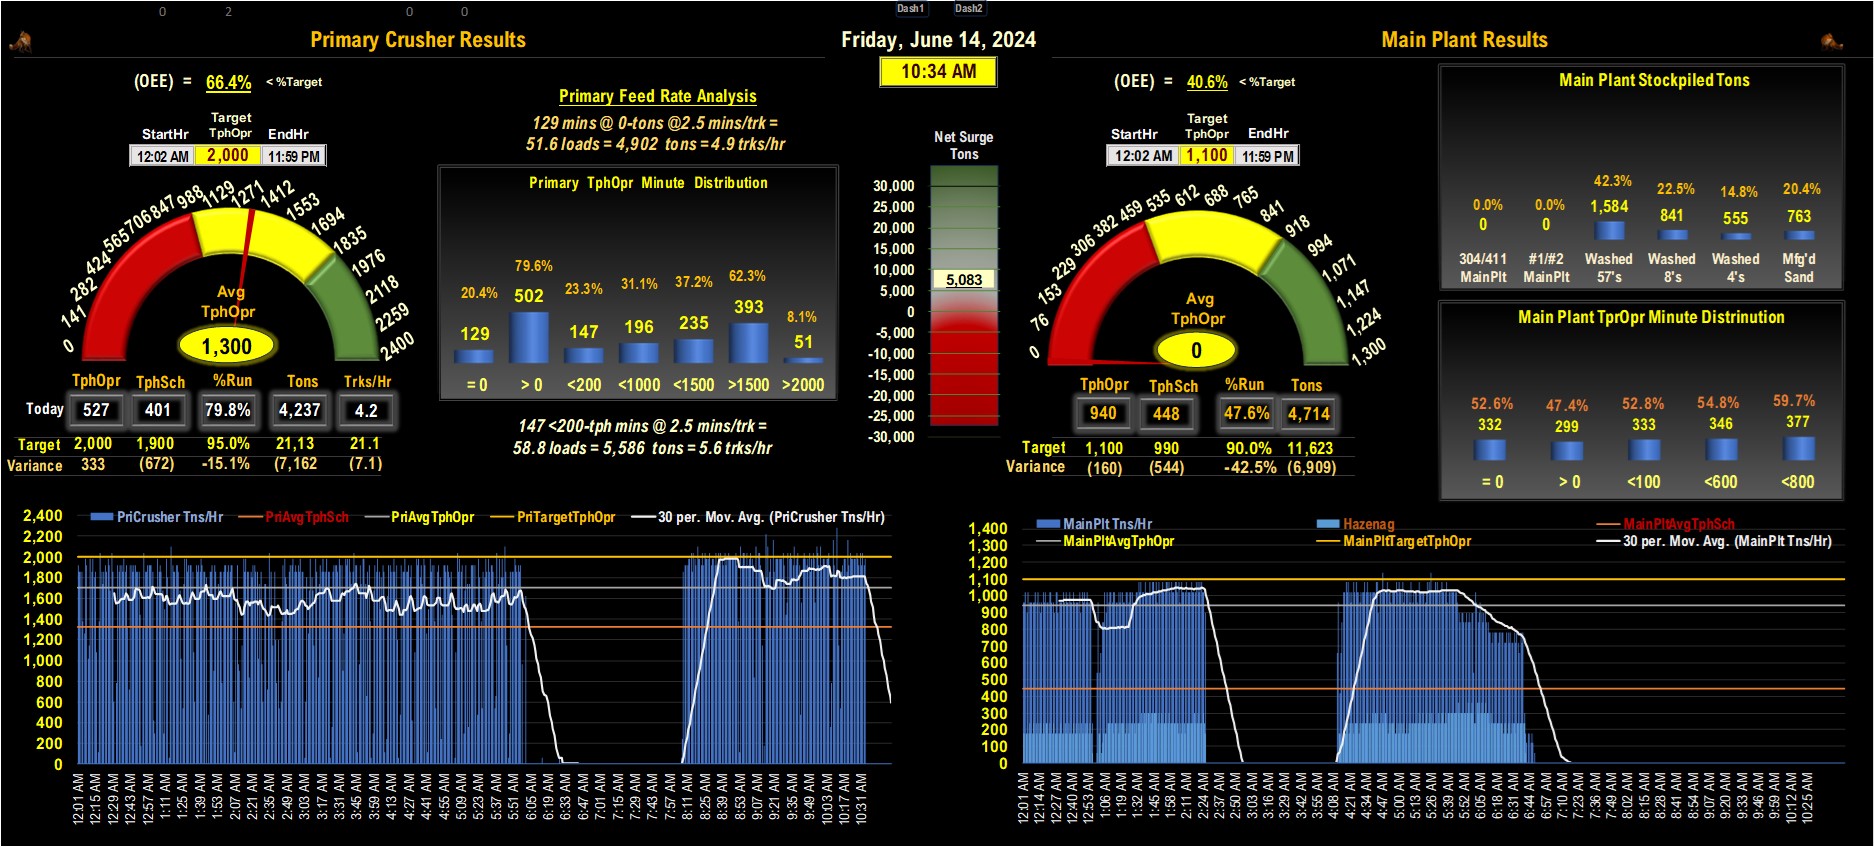 0 2 0 0 Dash1 Dash2
Primary Crusher Results
Friday, June 14, 2024
Main Plant Results
10:34 AM
(OEE) = 66.4% < %Target
Target
StartHr TphOpr EndHr
12:02 AM 2,000 11:59 PM
0 141 282 424 565 706 847 988 1129 1271 1412 1553 1694 1835 1976 2118 2259 2400
Avg
TphOpr
1,300
TphOpr TphSch %Run Tons Trks/Hr
Today 527 401 79.8% 4,237 4.2
Target 2,000 1,900 95.0% 21,13 21.1
Variance 333 (672) -15.1% (7,162 (7.1)
Primary Feed Rate Analysis
129 mins @ 0-tons @2.5 mins/trk =
51.6 loads = 4,902 tons = 4.9 trks/hr
Primary TphOpr Minute Distribution
20.4% 79.6% 23.3% 31.1% 37.2% 62.3% 8.1%
129 502 147 196 235 393 51
= 0 > 0 <200 <1000 <1500 >1500 >2000
147 <200-tph mins @ 2.5 mins/trk =
58.8 loads = 5,586 tons = 5.6 trks/hr
Net Surge
Tons
30,000
25,000
20,000
15,000
10,000
5,083
5,000
0
-5,000
-10,000
-15,000
-20,000
-25,000
-30,000
(OEE) = 40.6% < %Target
Target
StartHr TphOpr EndHr
12:02 AM 1,100 11:59 PM
0 76 153 229 306 382 459 535 612 688 765 841 918 994 1,071 1,147 1,224 1,300
Avg
TphOpr
0
TphOpr TphSch %Run Tons
940 448 47.6% 4,714
Target 1,100 990 90.0% 11,623
Variance (160) (544) -42.5% (6,909)
Main Plant Stockpiled Tons
0.0% 0.0% 42.3% 22.5% 14.8% 20.4%
0 0 1,584 841 555 763
304/411 #1/#2 Washed Washed Washed Mfg'd
MainPlt MainPlt 57's 8's 4's Sand
Main Plant TprOpr Minute Distrinution
52.6% 47.4% 52.8% 54.8% 59.7%
332 299 333 346 377
= 0 > 0 <100 <600 <800
PriCrusher Tns/Hr PriAvgTphSch PriAvgTphOpr PriTargetTphOpr 30 per. Mov. Avg. (PriCrusher Tns/Hr)
2,400
2,200
2,000
1,800
1,600
1,400
1,200
1,000
800
600
400
200
0
12:01 AM 12:15 AM 12:29 AM 12:43 AM 12:57 AM 1:11 AM 1:25 AM 1:39 AM 1:53 AM 2:07 AM 2:21 AM 2:35 AM 2:49 AM 3:03 AM 3:17 AM 3:31 AM 3:45 AM 3:59 AM 4:13 AM 4:27 AM 4:41 AM 4:55 AM 5:09 AM 5:23 AM 5:37 AM 5:51 AM 6:05 AM 6:19 AM 6:33 AM 6:47 AM 7:01 AM 7:15 AM 7:29 AM 7:43 AM 7:57 AM 8:11 AM 8:25 AM 8:39 AM 8:53 AM 9:07 AM 9:21 AM 9:35 AM 9:49 AM 10:03 AM 10:17 AM 10:31 AM
MainPlt Tns/Hr Hazenag MainPltAvgTphSch
MainPltAvgTphOpr MainPltTargetTphOpr 30 per. Mov. Avg. (MainPlt Tns/Hr)
1,400
1,300
1,200
1,100
1,000
900
800
700
600
500
400
300
200
100
0
12:01 AM 12:14 AM 12:27 AM 12:40 AM 12:53 AM 1:06 AM 1:19 AM 1:32 AM 1:45 AM 1:58 AM 2:11 AM 2:24 AM 2:37 AM 2:50 AM 3:03 AM 3:16 AM 3:29 AM 3:42 AM 3:55 AM 4:08 AM 4:21 AM 4:34 AM 4:47 AM 5:00 AM 5:13 AM 5:26 AM 5:39 AM 5:52 AM 6:05 AM 6:18 AM 6:31 AM 6:44 AM 6:57 AM 7:10 AM 7:23 AM 7:36 AM 7:49 AM 8:02 AM 8:15 AM 8:28 AM 8:41 AM 8:54 AM 9:07 AM 9:20 AM 9:33 AM 9:46 AM 9:59 AM 10:12 AM 10:25 AM